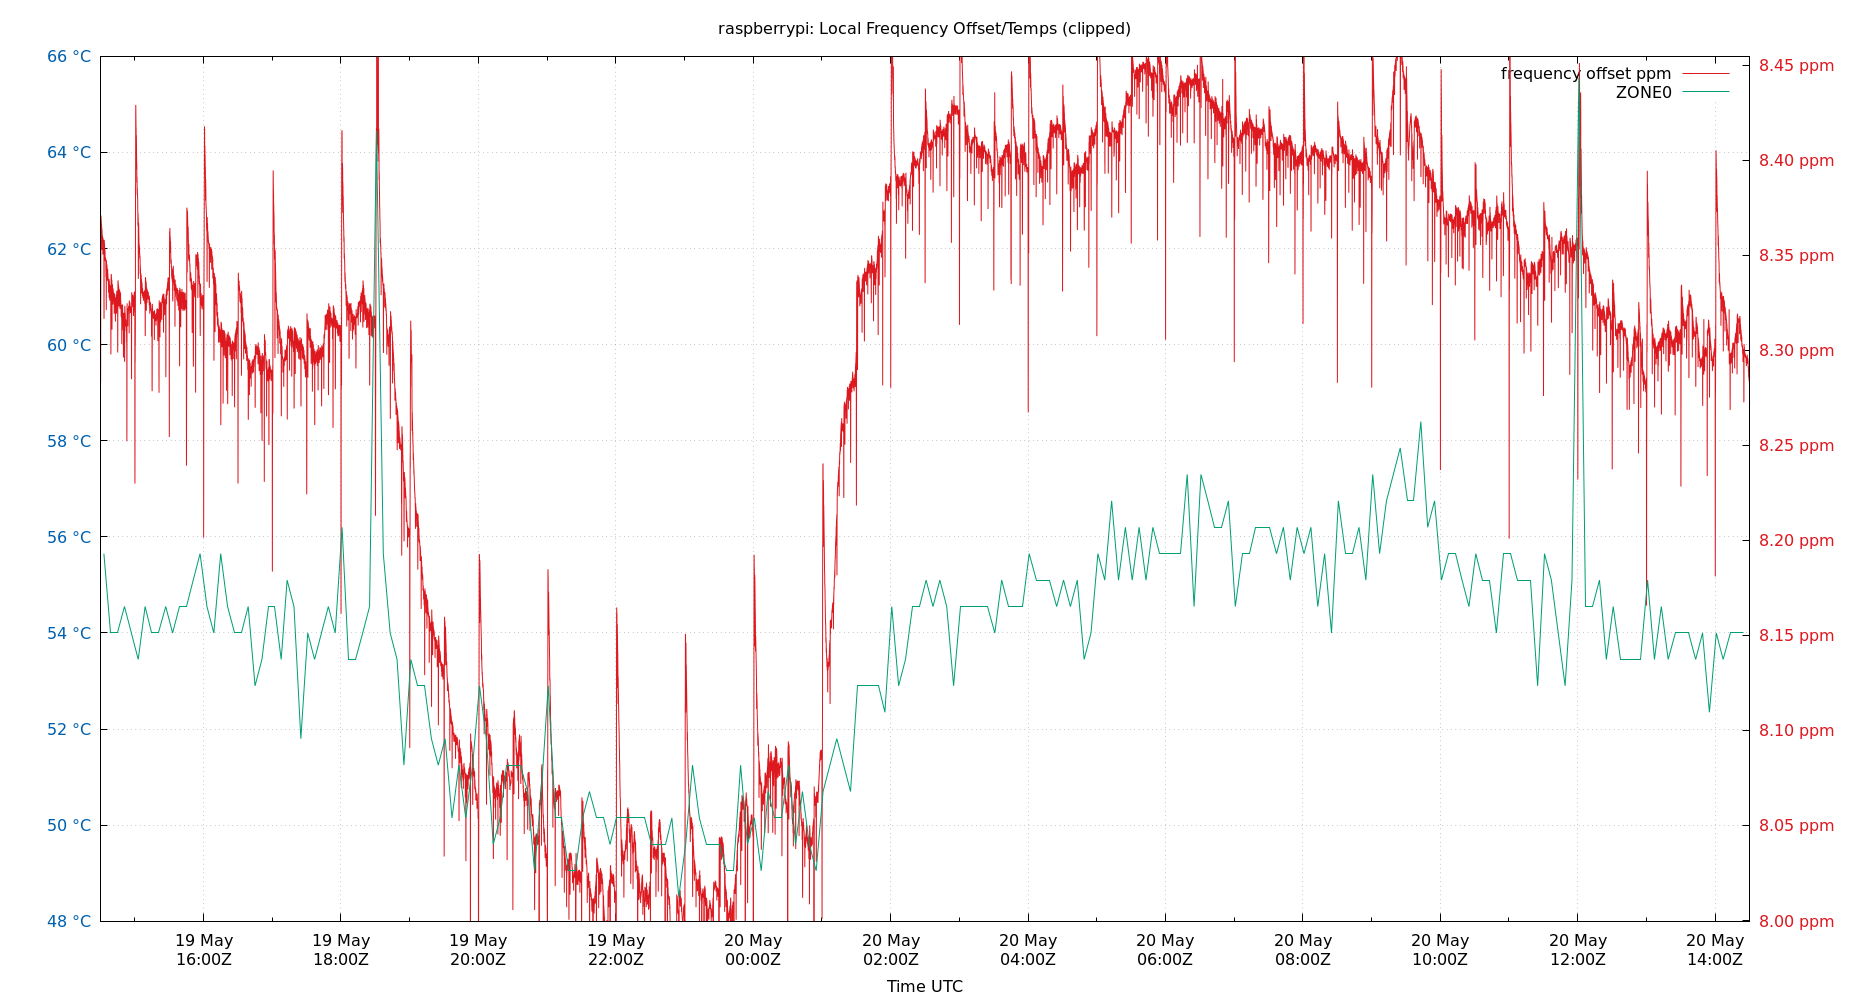 raspberrypi: Local Frequency Offset/Temps (clipped)
frequency offset ppm
ZONE0
66 °C
64 °C
62 °C
60 °C
58 °C
56 °C
54 °C
52 °C
50 °C
48 °C
8.45 ppm
8.40 ppm
8.35 ppm
8.30 ppm
8.25 ppm
8.20 ppm
8.15 ppm
8.10 ppm
8.05 ppm
8.00 ppm
19 May 19 May 19 May 19 May 20 May 20 May 20 May 20 May 20 May 20 May 20 May 20 May
16:00Z 18:00Z 20:00Z 22:00Z 00:00Z 02:00Z 04:00Z 06:00Z 08:00Z 10:00Z 12:00Z 14:00Z
Time UTC